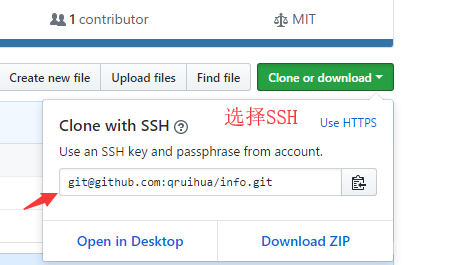 1 contributor
MIT
Create new file
Upload files
Find file
Clone or download
Clone with SSH
选择SSH
Use HTTPS
Use an SSH key and passphrase from account.
git@github.com:qruihua/info.git
Open in Desktop
Download ZIP